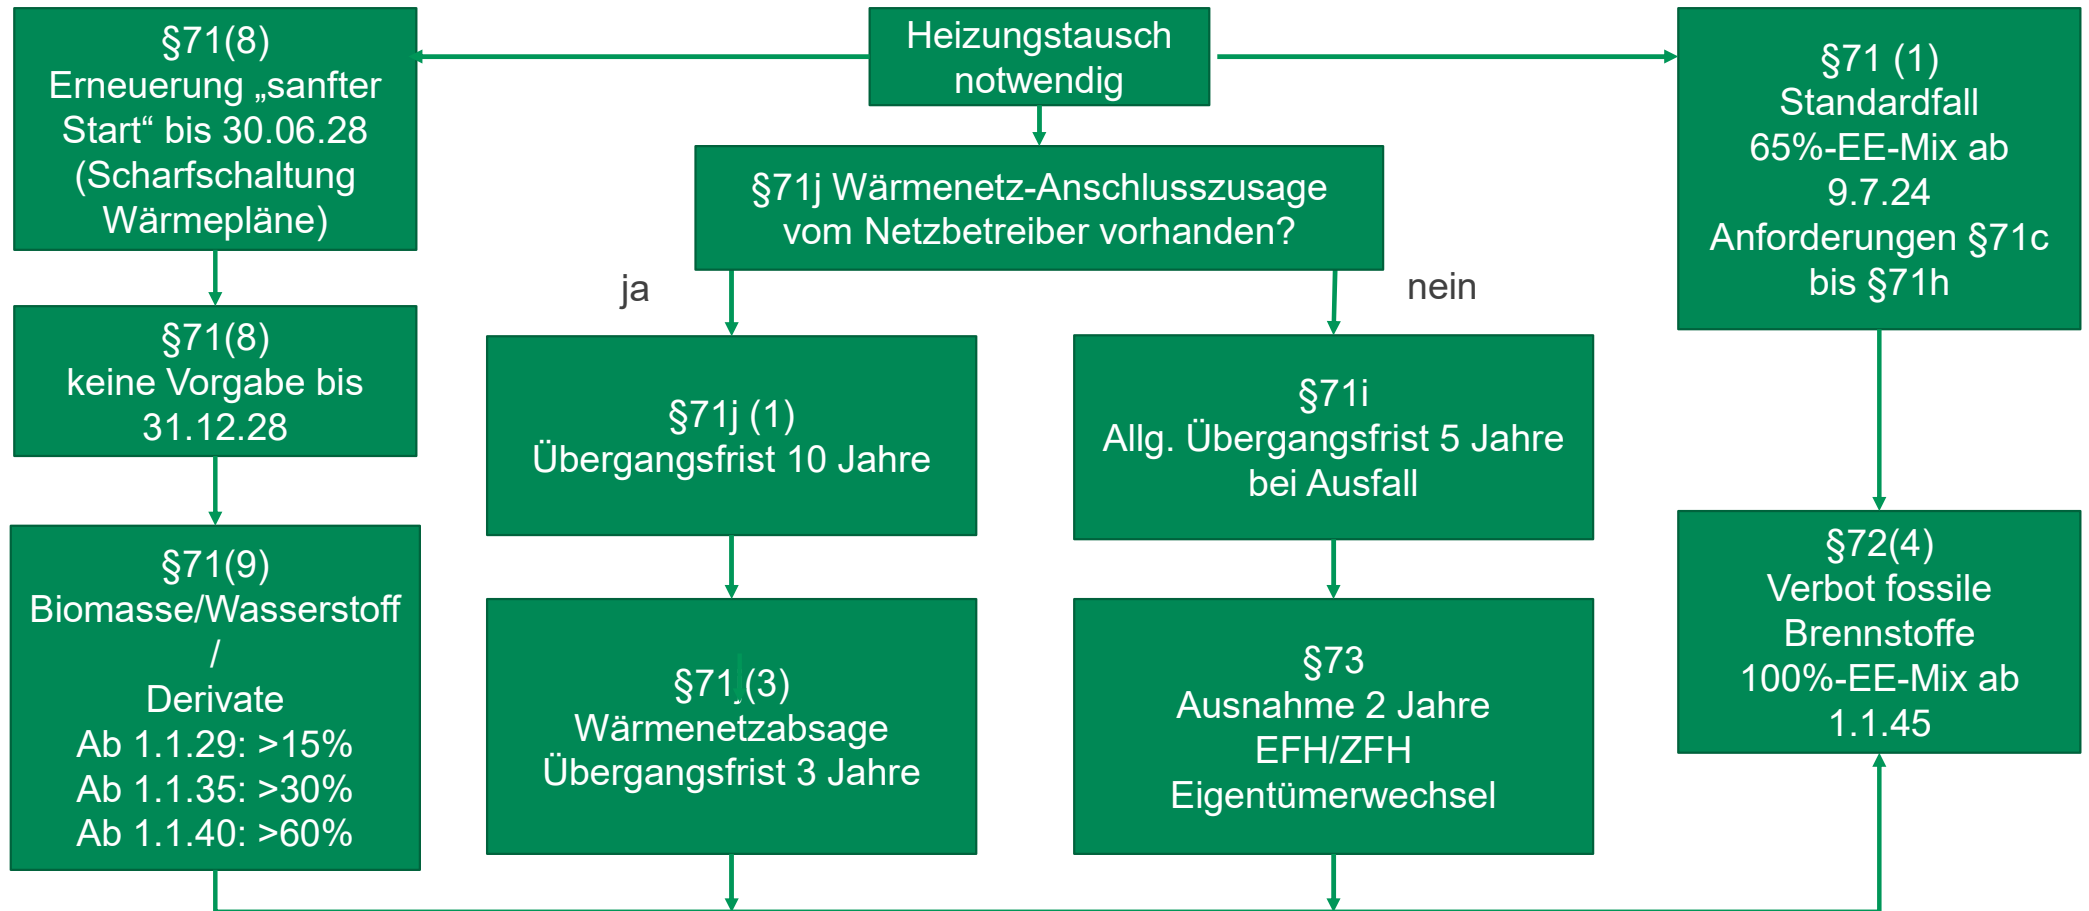 §71(8)
Erneuerung „sanfter
Start“ bis 30.06.28
(Scharfschaltung
Wärmepläne)
Heizungstausch
notwendig
§71 (1)
Standardfall
65%-EE-Mix ab
9.7.24
Anforderungen §71c
bis §71h
§71j Wärmenetz-Anschlusszusage
vom Netzbetreiber vorhanden?
ja
nein
§71(8)
keine Vorgabe bis
31.12.28
§71j (1)
Übergangsfrist 10 Jahre
§71i
Allg. Übergangsfrist 5 Jahre
bei Ausfall
§71(9)
Biomasse/Wasserstoff
/
Derivate
Ab 1.1.29: >15%
Ab 1.1.35: >30%
Ab 1.1.40: >60%
§71j(3)
Wärmenetzabsage
Übergangsfrist 3 Jahre
§73
Ausnahme 2 Jahre
EFH/ZFH
Eigentümerwechsel
§72(4)
Verbot fossile
Brennstoffe
100%-EE-Mix ab
1.1.45